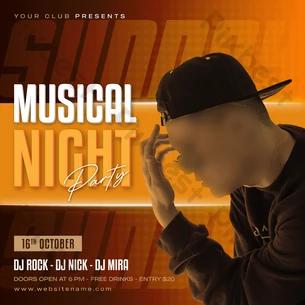 YOUR CLUB PRESENTS
SUNDAY
MUSICAL
NIGHT
Party
16TH OCTOBER
DJ ROCK - DJ NICK - DJ MIRA
DOORS OPEN AT 6 PM - FREE DRINKS - ENTRY $20
www.websitename.com